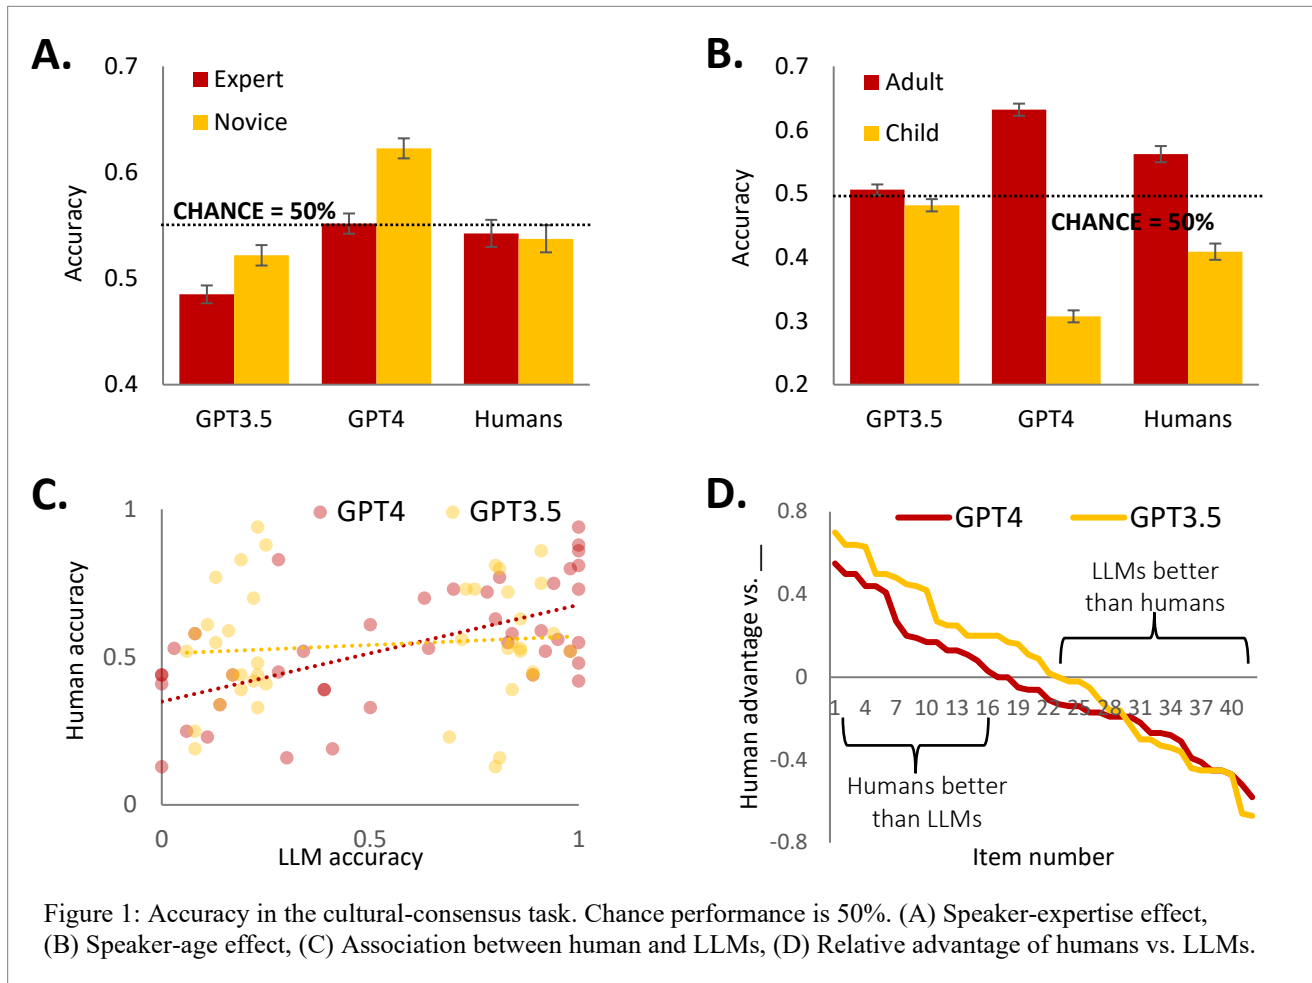 A.
0.7
0.6
0.5
0.4
Accuracy
Expert
Novice
CHANCE = 50%
GPT3.5 GPT4 Humans
B.
0.7
0.6
0.5
0.4
0.3
0.2
Accuracy
Adult
Child
CHANCE = 50%
GPT3.5 GPT4 Humans
C.
GPT4 GPT3.5
1
0.5
0
Human accuracy
0 0.5 1
LLM accuracy
D.
0.8
0.4
0
-0.4
-0.8
Human advantage vs. __
GPT4 GPT3.5
LLMs better
than humans
1 4 7 10 13 16 19 22 25 28 31 34 37 40
Humans better
than LLMs
Item number
Figure 1: Accuracy in the cultural-consensus task. Chance performance is 50%. (A) Speaker-expertise effect,
(B) Speaker-age effect, (C) Association between human and LLMs, (D) Relative advantage of humans vs. LLMs.